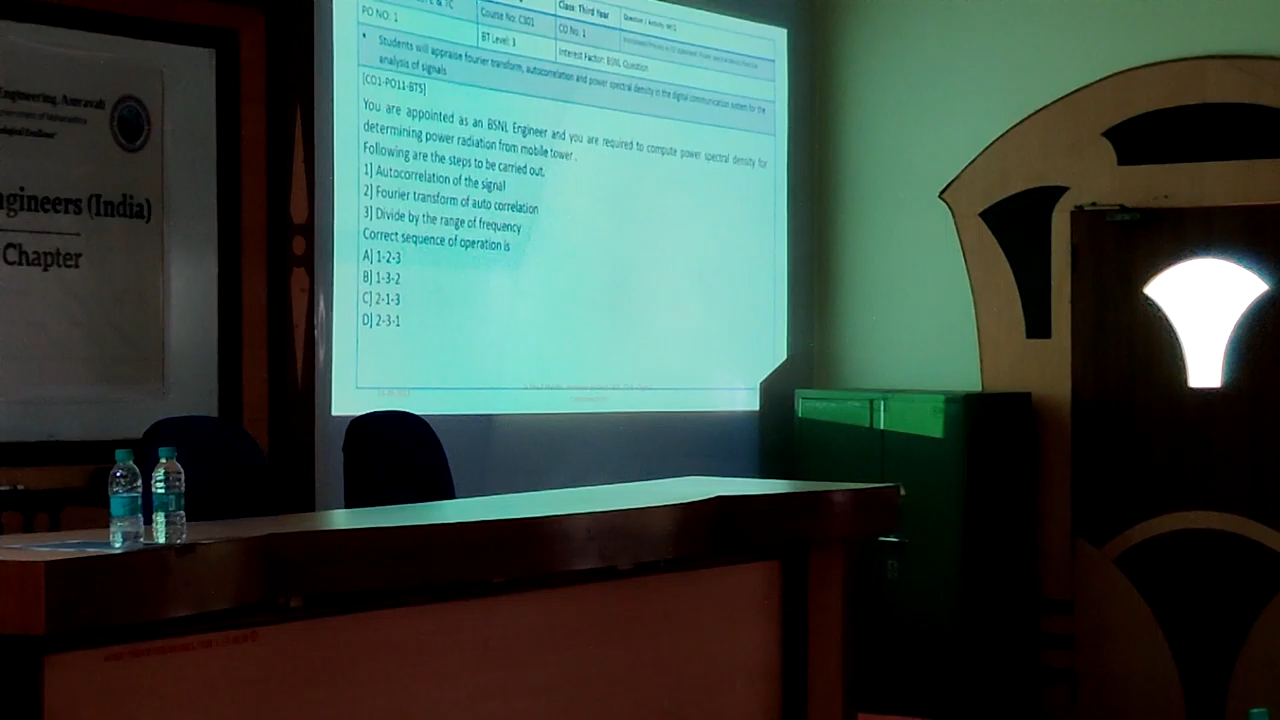 Engineering, Amravati
ngineers (India)
Chapter
PO NO: 1
Course No: C301
BT Level: 3
Class: Third Year
CO No. 1
Interest Factor: BSNL Question
Students will appraise fourier transform, autocorrelation and power spectral density in the digital communication system for the
analysis of signals
[CO1-PO11-BT5]
You are appointed as an BSNL Engineer and you are required to compute power spectral density for
determining power radiation from mobile tower .
Following are the steps to be carried out.
1] Autocorrelation of the signal
2] Fourier transform of auto correlation
3] Divide by the range of frequency
Correct sequence of operation is
A] 1-2-3
B] 1-3-2
C] 2-1-3
D] 2-3-1